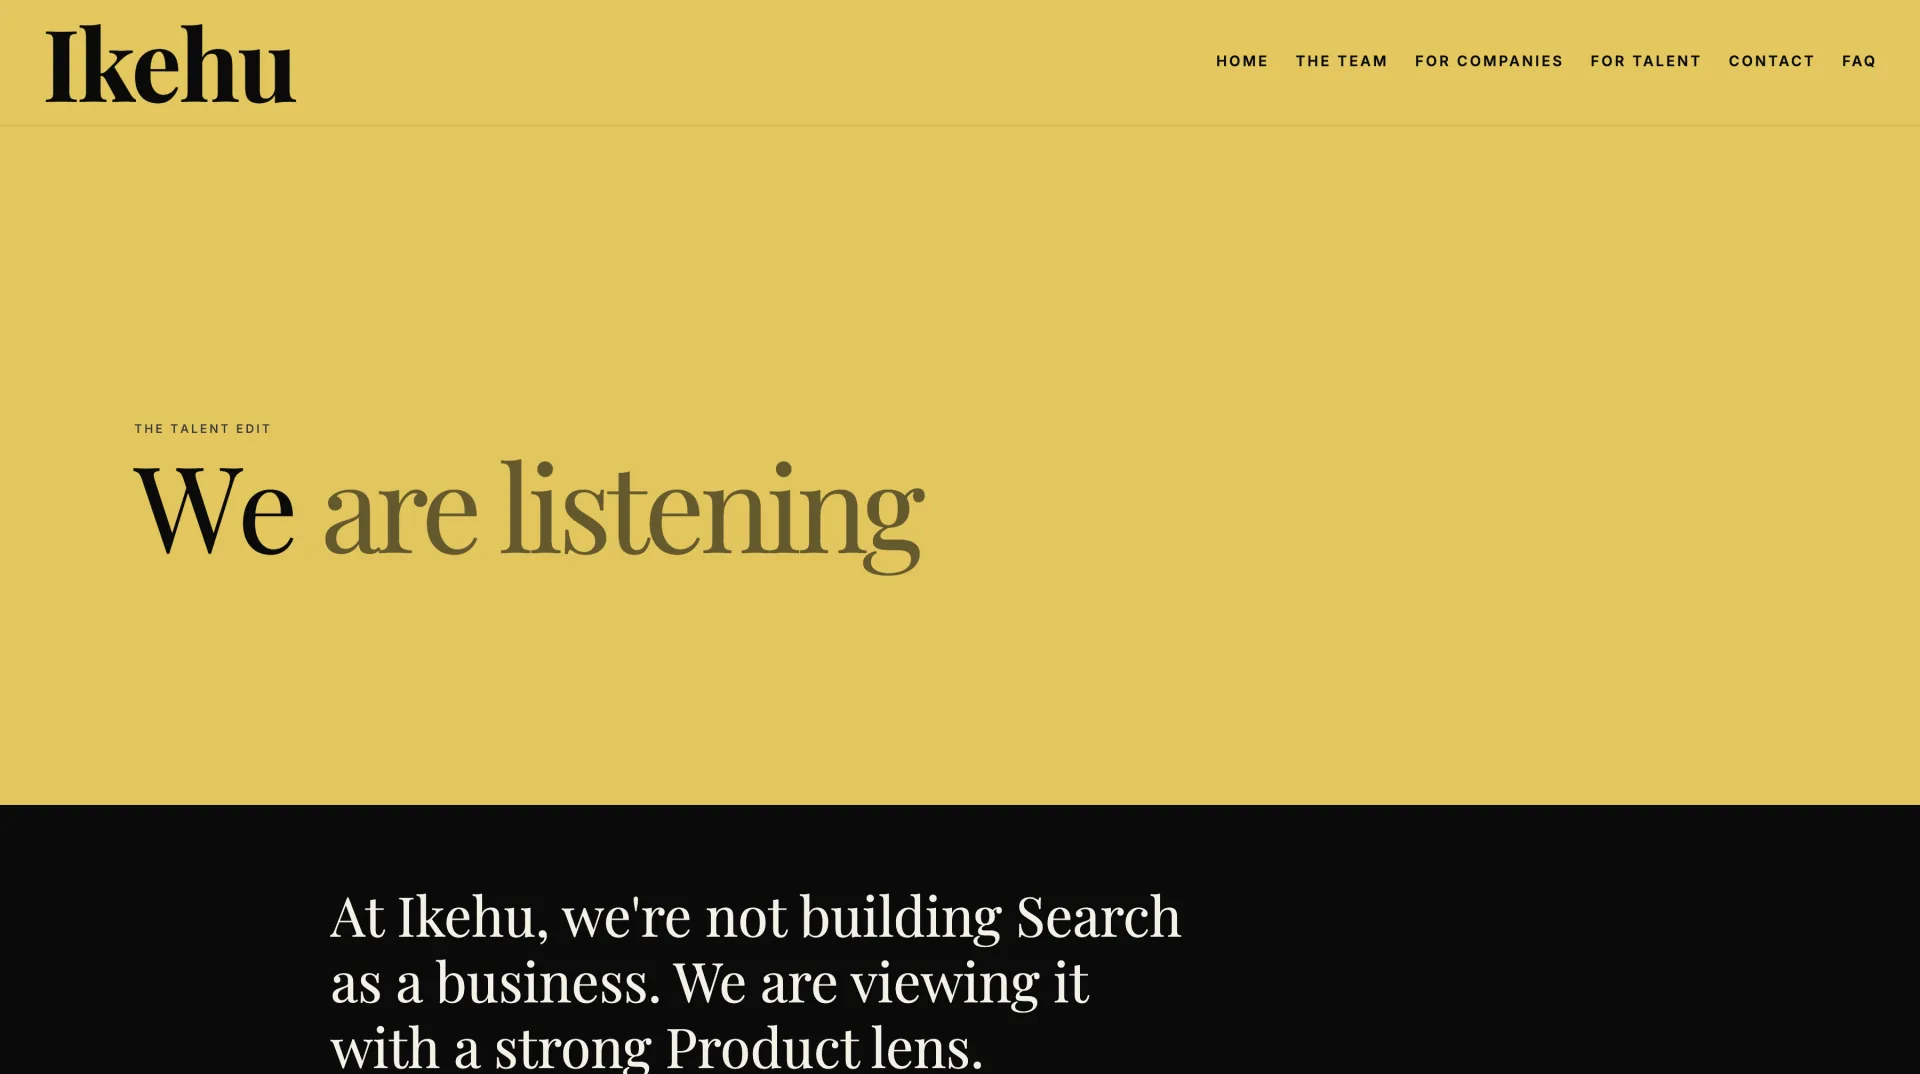 Ikehu
HOME THE TEAM FOR COMPANIES FOR TALENT CONTACT FAQ
THE TALENT EDIT
We are listening
At Ikehu, we're not building Search
as a business. We are viewing it
with a strong Product lens.